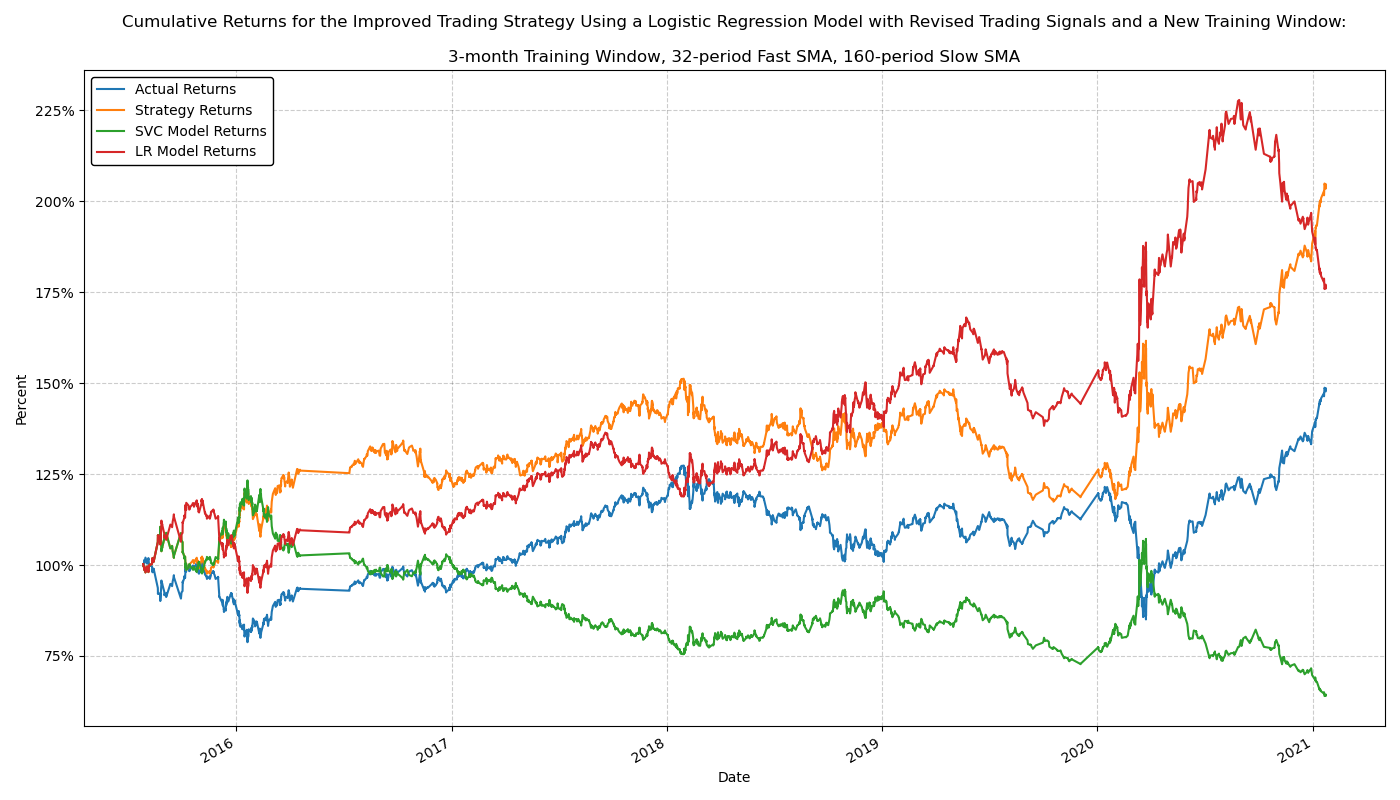 Cumulative Returns for the Improved Trading Strategy Using a Logistic Regression Model with Revised Trading Signals and a New Training Window:
3-month Training Window, 32-period Fast SMA, 160-period Slow SMA
Actual Returns
Strategy Returns
SVC Model Returns
LR Model Returns
225%
200%
175%
150%
125%
100%
75%
Percent
2016
2017
2018
2019
2020
2021
Date